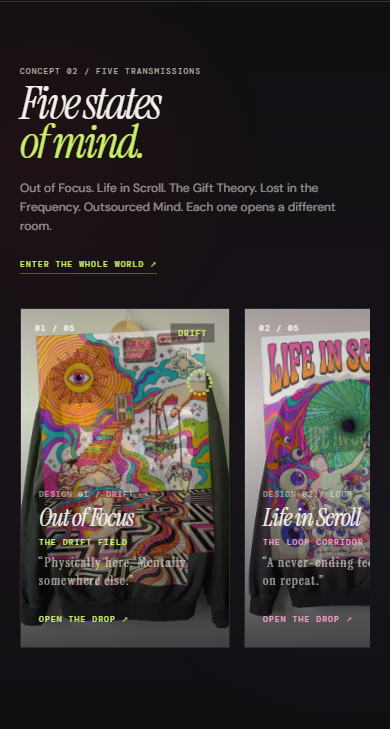 CONCEPT 02 / FIVE TRANSMISSIONS
Five states
of mind.
Out of Focus. Life in Scroll. The Gift Theory. Lost in the
Frequency. Outsourced Mind. Each one opens a different
room.
ENTER THE WHOLE WORLD ↗
01 / 05
DRIFT
DESIGN 01 / DRIFT
Out of Focus
THE DRIFT FIELD
“Physically here. Mentally
somewhere else.”
OPEN THE DROP ↗
02 / 05
LIFE IN SC
DESIGN 02 / LOOP
Life in Scroll
THE LOOP CORRIDOR
“A never-ending fee
on repeat.”
OPEN THE DROP ↗